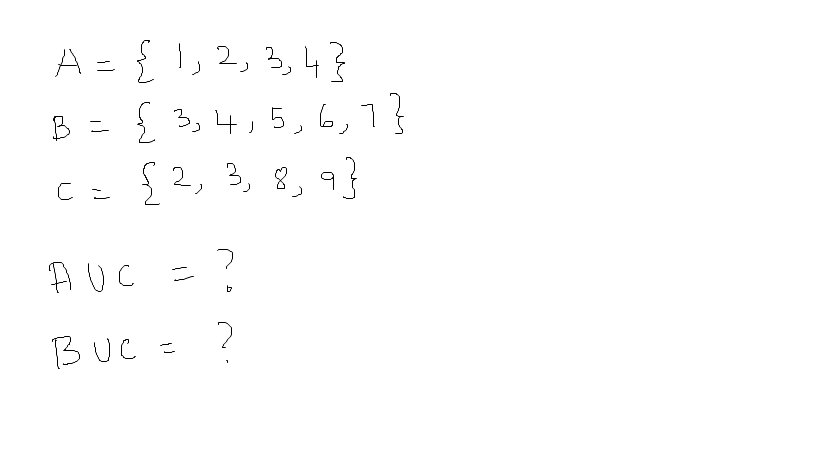 A = { 1, 2, 3, 4 }
B = { 3, 4, 5, 6, 7 }
C = { 2, 3, 8, 9 }
A ∪ C = ?
B ∪ C = ?